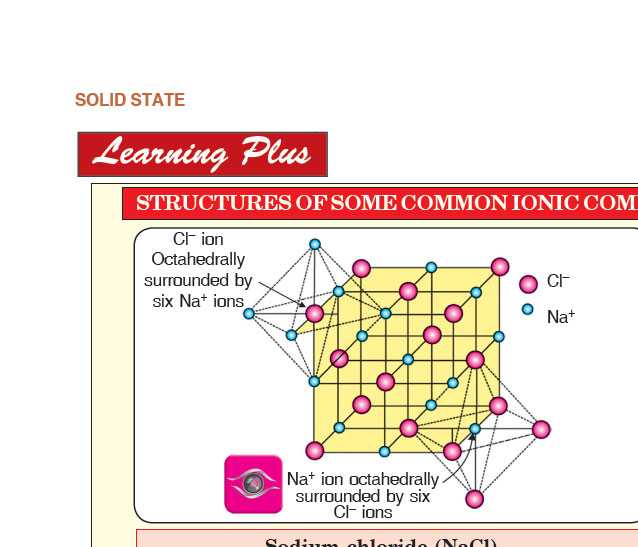 SOLID STATE
Learning Plus
STRUCTURES OF SOME COMMON IONIC
Cl⁻ ion
Octahedrally
surrounded by
six Na⁺ ions
Cl⁻
Na⁺
Na⁺ ion octahedrally
surrounded by six
Cl⁻ ions
Sodium chloride (NaCl)